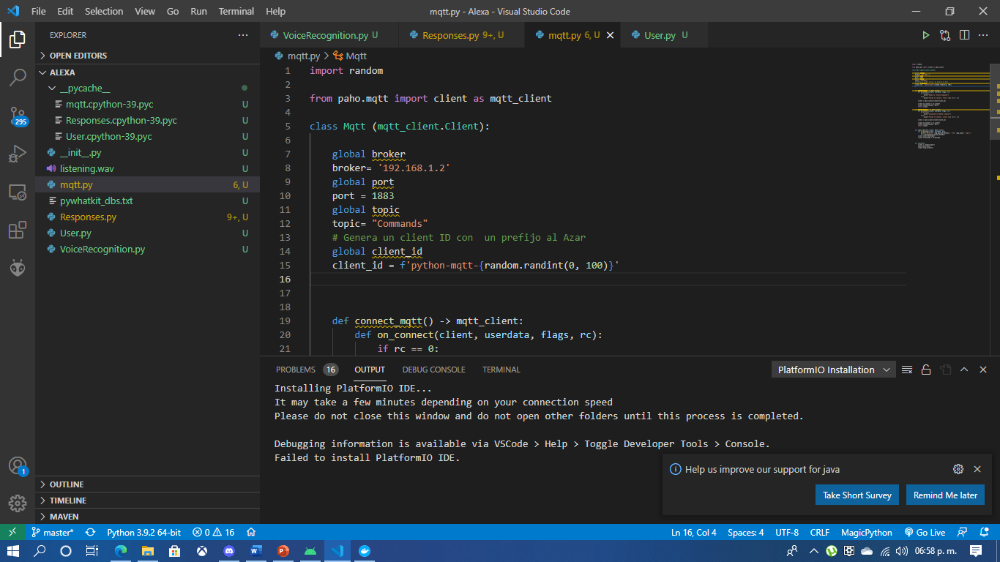 File Edit Selection View Go Run Terminal Help
mqtt.py - Alexa - Visual Studio Code
EXPLORER
OPEN EDITORS
ALEXA
__pycache__
mqtt.cpython-39.pyc U
Responses.cpython-39.pyc U
User.cpython-39.pyc U
__init__.py U
listening.wav U
mqtt.py 6, U
pywhatkit_dbs.txt U
Responses.py 9+, U
User.py U
VoiceRecognition.py U
OUTLINE
TIMELINE
MAVEN
295
1
VoiceRecognition.py U Responses.py 9+, U mqtt.py 6, U User.py U
mqtt.py > Mqtt
1 import random
2
3 from paho.mqtt import client as mqtt_client
4
5 class Mqtt (mqtt_client.Client):
6
7 global broker
8 broker= '192.168.1.2'
9 global port
10 port = 1883
11 global topic
12 topic= "Commands"
13 # Genera un client ID con  un prefijo al Azar
14 global client_id
15 client_id = f'python-mqtt-{random.randint(0, 100)}'
16
17
18
19 def connect_mqtt() -> mqtt_client:
20 def on_connect(client, userdata, flags, rc):
21 if rc == 0:
PROBLEMS 16 OUTPUT DEBUG CONSOLE TERMINAL PlatformIO Installation
Installing PlatformIO IDE...
It may take a few minutes depending on your connection speed
Please do not close this window and do not open other folders until this process is completed.
Debugging information is available via VSCode > Help > Toggle Developer Tools > Console.
Failed to install PlatformIO IDE.
Help us improve our support for java
Take Short Survey Remind Me later
master* Python 3.9.2 64-bit 0 16 Ln 16, Col 4 Spaces: 4 UTF-8 CRLF MagicPython Go Live
06:58 p. m.